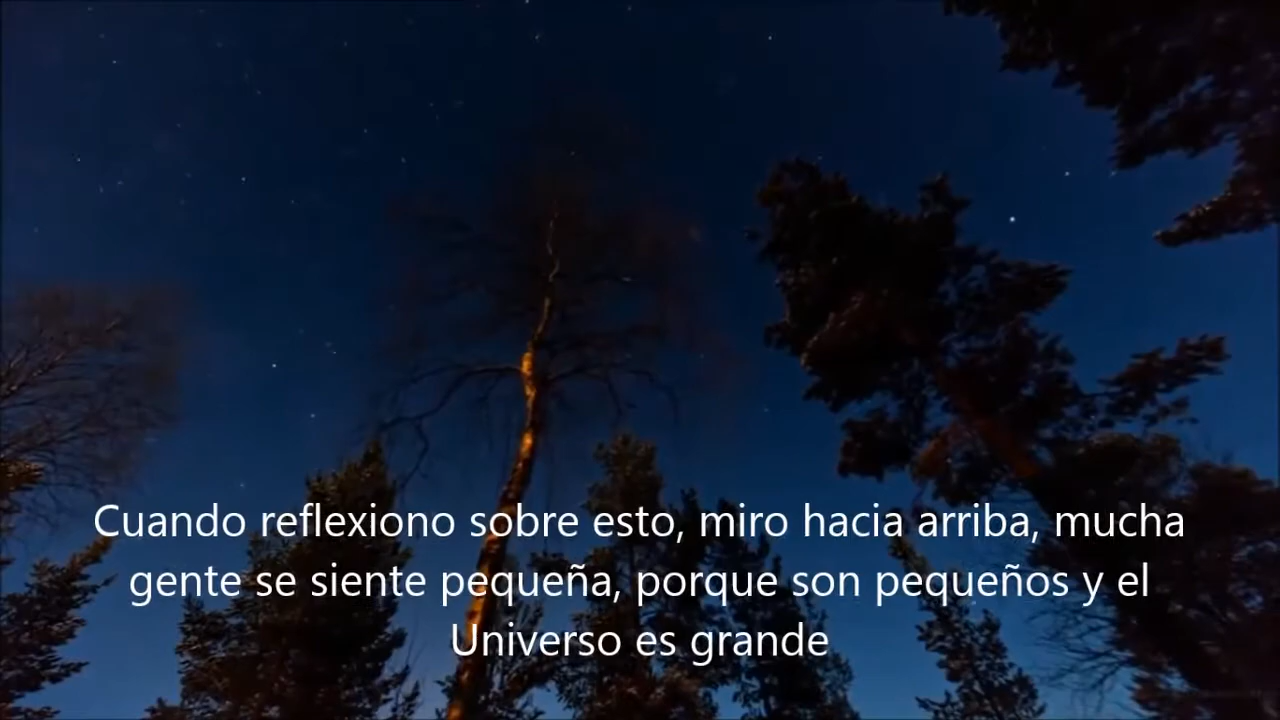 Cuando reflexiono sobre esto, miro hacia arriba, mucha
gente se siente pequeña, porque son pequeños y el
Universo es grande